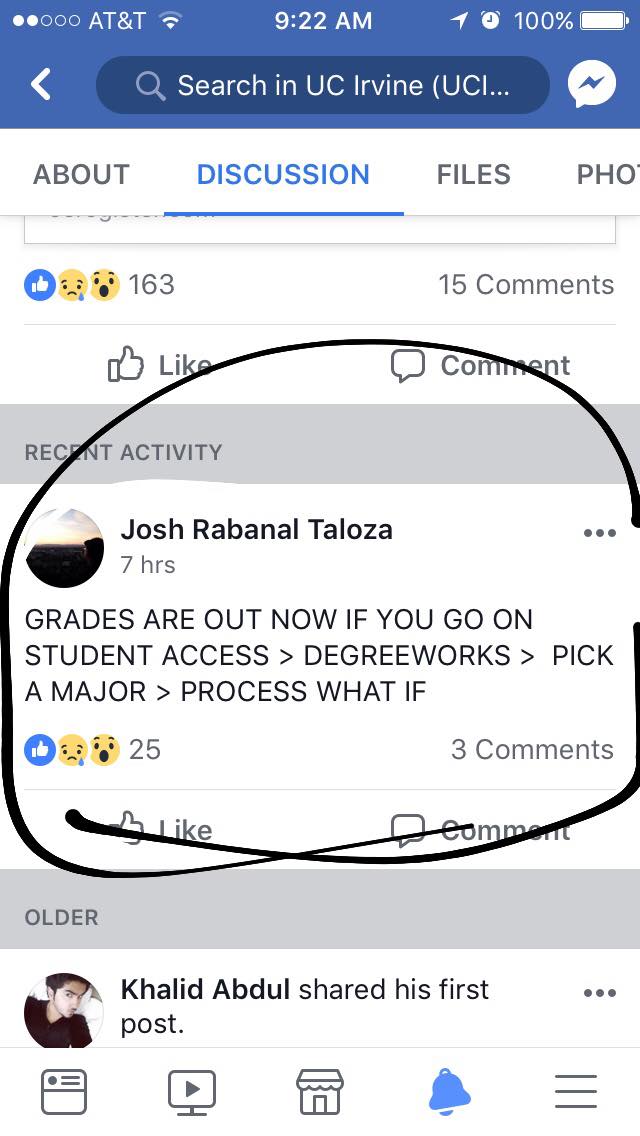 AT&T 9:22 AM 100%
Search in UC Irvine (UCI...
ABOUT DISCUSSION FILES PHO
163 15 Comments
Like Comment
RECENT ACTIVITY
Josh Rabanal Taloza
7 hrs
GRADES ARE OUT NOW IF YOU GO ON
STUDENT ACCESS > DEGREEWORKS > PICK
A MAJOR > PROCESS WHAT IF
25 3 Comments
Like Comment
OLDER
Khalid Abdul shared his first
post.